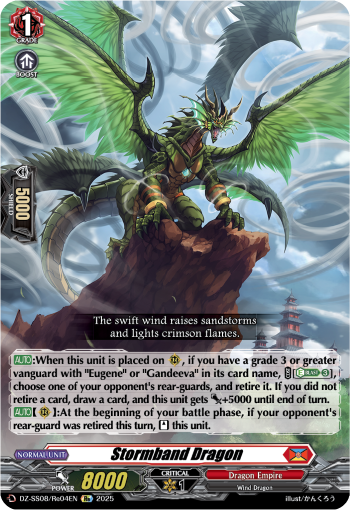 1
GRADE
BOOST
5000
SHIELD
The swift wind raises sandstorms
and lights crimson flames.
AUTO:When this unit is placed on (R), if you have a grade 3 or greater
vanguard with "Eugene" or "Gandeeva" in its card name,
choose one of your opponent's rear-guards, and retire it. If you did not
retire a card, draw a card, and this unit gets +5000 until end of turn.
AUTO【 】:At the beginning of your battle phase, if your opponent's
rear-guard was retired this turn, this unit.
NORMAL UNIT
Stormband Dragon
POWER 8000 CRITICAL 1 Dragon Empire
Wind Dragon
DZ-SS08/Re04EN 2025 illust/かんくろう